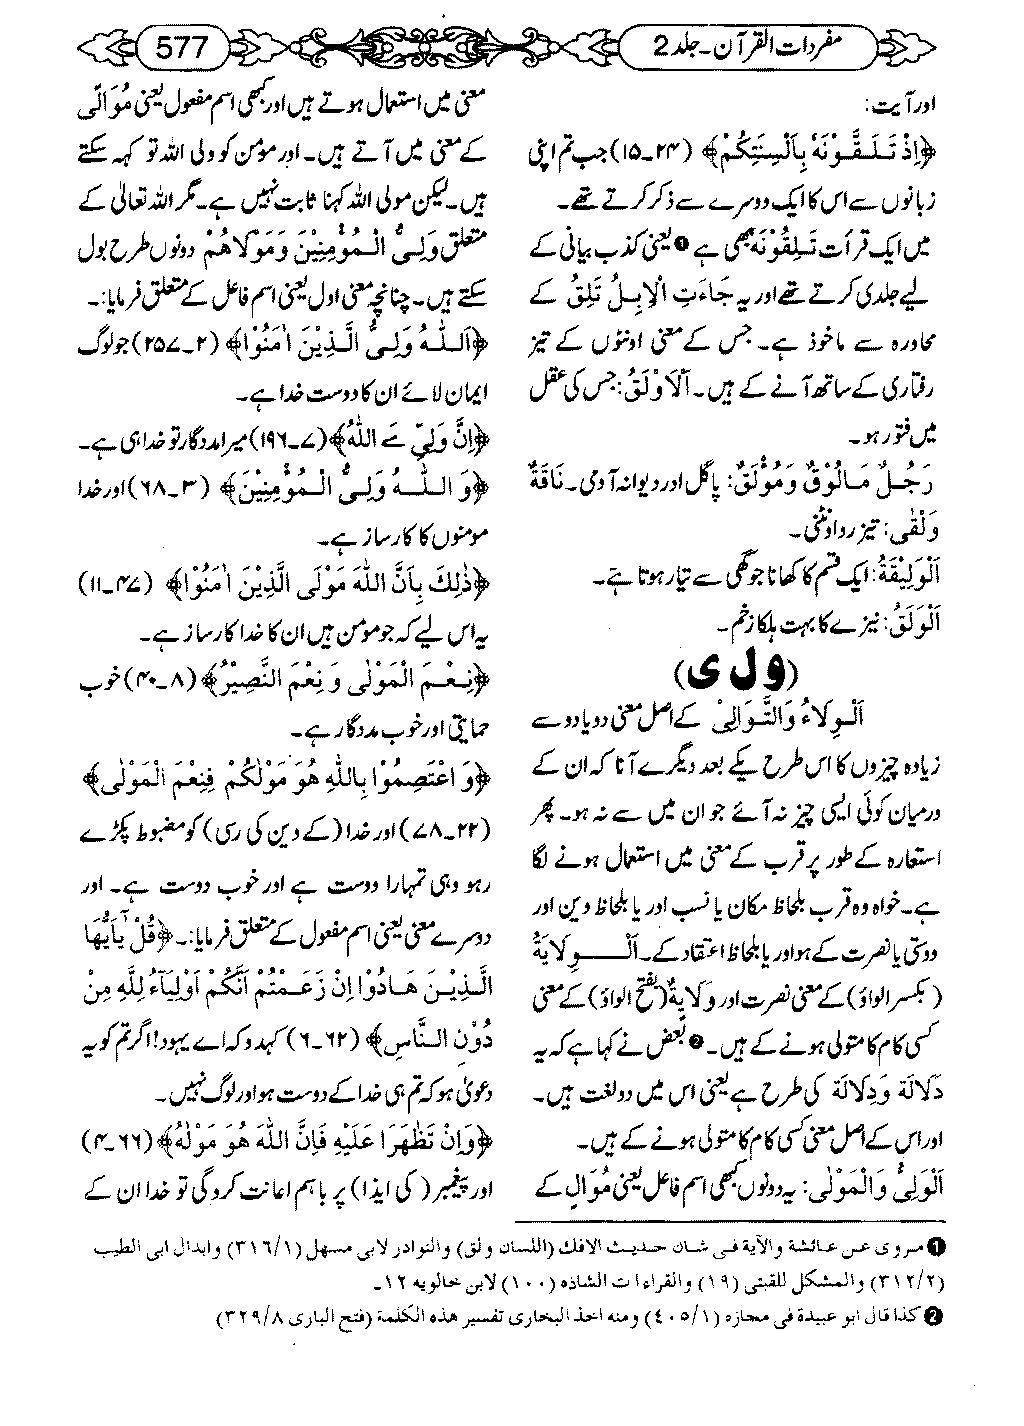 مفردات القرآن۔جلد 2
577
اور آیت:
﴿اِذْ تَلَقَّوْنَهٗ بِاَلْسِنَتِكُمْ﴾ (۲۴۔۱۵) جب تم اپنی
زبانوں سے اس کا ایک دوسرے سے ذکر کرتے تھے۔
میں ایک قرأت تَلِقُوْنَهٗ بھی ہے ❶ یعنی کذب بیانی کے
لیے جلدی کرتے تھے اور یہ جَاءَتِ الْاِبِلُ تَلِقُ کے
محاورہ سے ماخوذ ہے۔ جس کے معنی اونٹوں کے تیز
رفتاری کے ساتھ آنے کے ہیں۔ اَلْاَوْلَقُ: جس کی عقل
میں فتور ہو۔
رَجُلٌ مَالُوْقٌ وَمُؤْلَقٌ: پاگل اور دیوانہ آدمی۔ نَاقَةٌ
وَلْقٰی: تیز رو اونٹنی۔
اَلْوَلِیْقَةُ: ایک قسم کا کھانا جو گھی سے تیار ہوتا ہے۔
اَلْوَلَقُ: نیزے کا بہت ہلکا زخم۔
(و ل ی)
اَلْوِلَاءُ وَالتَّوَالِیْ کے اصل معنی دو یا دو سے
زیادہ چیزوں کا اس طرح یکے بعد دیگرے آنا کہ ان کے
درمیان کوئی ایسی چیز نہ آئے جو ان میں سے نہ ہو۔ پھر
استعارہ کے طور پر قرب کے معنی میں استعمال ہونے لگا
ہے۔ خواہ وہ قرب بلحاظ مکان یا نسب اور یا بلحاظ دین اور
دوستی یا نصرت کے ہو اور یا بلحاظ اعتقاد کے۔ اَلْوِلَایَةُ
(بکسر الواؤ) کے معنی نصرت اور وَلَایَةٌ (بفتح الواؤ) کے معنی
کسی کام کا متولی ہونے کے ہیں۔ ❷ بعض نے کہا ہے کہ یہ
دَلَالَة وَدِلَالَة کی طرح ہے یعنی اس میں دو لغت ہیں۔
اور اس کے اصل معنی کسی کام کا متولی ہونے کے ہیں۔
اَلْوَلِیُّ وَالْمَوْلٰی: یہ دونوں کبھی اسم فاعل یعنی مُوَالٍ کے
معنی میں استعمال ہوتے ہیں اور کبھی اسم مفعول یعنی مُوَالًی
کے معنی میں آتے ہیں۔ اور مومن کو ولی اللہ تو کہہ سکتے
ہیں۔ لیکن مولی اللہ کہنا ثابت نہیں ہے۔ مگر اللہ تعالیٰ کے
متعلق وَلِیُّ الْمُؤْمِنِیْنَ وَمَوْلَاهُمْ دونوں طرح بول
سکتے ہیں۔ چنانچہ معنی اول یعنی اسم فاعل کے متعلق فرمایا:۔
﴿اَللّٰهُ وَلِیُّ الَّذِیْنَ اٰمَنُوْا﴾ (۲۔۲۵۷) جو لوگ
ایمان لائے ان کا دوست خدا ہے۔
﴿اِنَّ وَلِیِّ ےَ اللّٰهُ﴾ (۷۔۱۹۶) میرا مددگار تو خدا ہی ہے۔
﴿وَ اللّٰهُ وَلِیُّ الْمُؤْمِنِیْنَ﴾ (۳۔۶۸) اور خدا
مومنوں کا کارساز ہے۔
﴿ذٰلِكَ بِاَنَّ اللّٰهَ مَوْلَی الَّذِیْنَ اٰمَنُوْا﴾ (۴۷۔۱۱)
یہ اس لیے کہ جو مومن ہیں ان کا خدا کارساز ہے۔
﴿نِعْمَ الْمَوْلٰی وَ نِعْمَ النَّصِیْرُ﴾ (۸۔۴۰) خوب
حمایتی اور خوب مددگار ہے۔
﴿وَ اعْتَصِمُوْا بِاللّٰهِ هُوَ مَوْلٰكُمْ فَنِعْمَ الْمَوْلٰی﴾
(۲۲۔۷۸) اور خدا (کے دین کی رسی) کو مضبوط پکڑے
رہو وہی تمہارا دوست ہے اور خوب دوست ہے۔ اور
دوسرے معنی یعنی اسم مفعول کے متعلق فرمایا:۔ ﴿قُلْ یٰٓاَیُّهَا
الَّذِیْنَ هَادُوْا اِنْ زَعَمْتُمْ اَنَّكُمْ اَوْلِیَآءُ لِلّٰهِ مِنْ
دُوْنِ النَّاسِ﴾ (۶۲۔۶) کہدو کہ اے یہود! اگر تم کو یہ
دعویٰ ہو کہ تم ہی خدا کے دوست ہو اور لوگ نہیں۔
﴿وَاِنْ تَظٰهَرَا عَلَیْهِ فَاِنَّ اللّٰهَ هُوَ مَوْلٰهُ﴾ (۶۶۔۴)
اور پیغمبر (کی ایذا) پر باہم اعانت کرو گی تو خدا ان کے
❶ مروی عن عائشة والآية فی شان حدیث الافك (اللسان ولق) والنوادر لابی مسهل (۳۱۶/۱) وابدال ابی الطیب
(۳۱۲/۲) والمشکل للقتبی (۱۹) والقراء ات الشاذه (۱۰۰) لابن خالویه ۱۲۔
❷ کذا قال ابو عبیدة فی مجازه (۴۰۵/۱) ومنه اخذ البخاری تفسیر هذه الکلمة (فتح الباری ۳۲۹/۸)